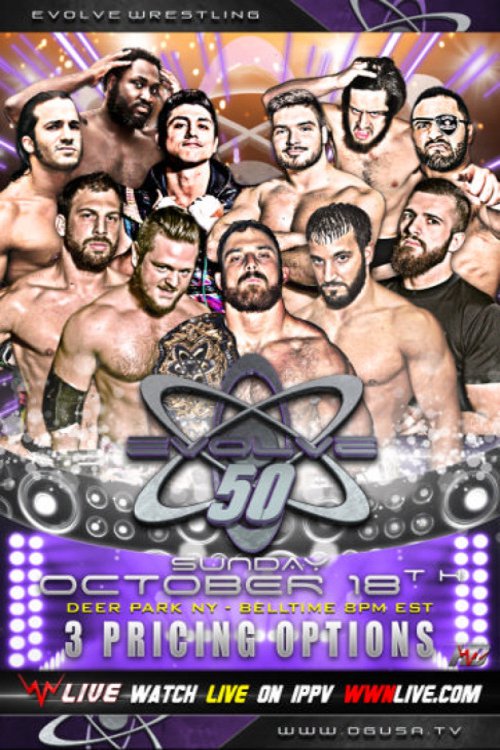 EVOLVE WRESTLING
EVOLVE
50
SUNDAY
OCTOBER 18TH
DEER PARK NY - BELLTIME 8PM EST
3 PRICING OPTIONS
LIVE WATCH LIVE ON IPPV WWNLIVE.COM
WWW.DGUSA.TV